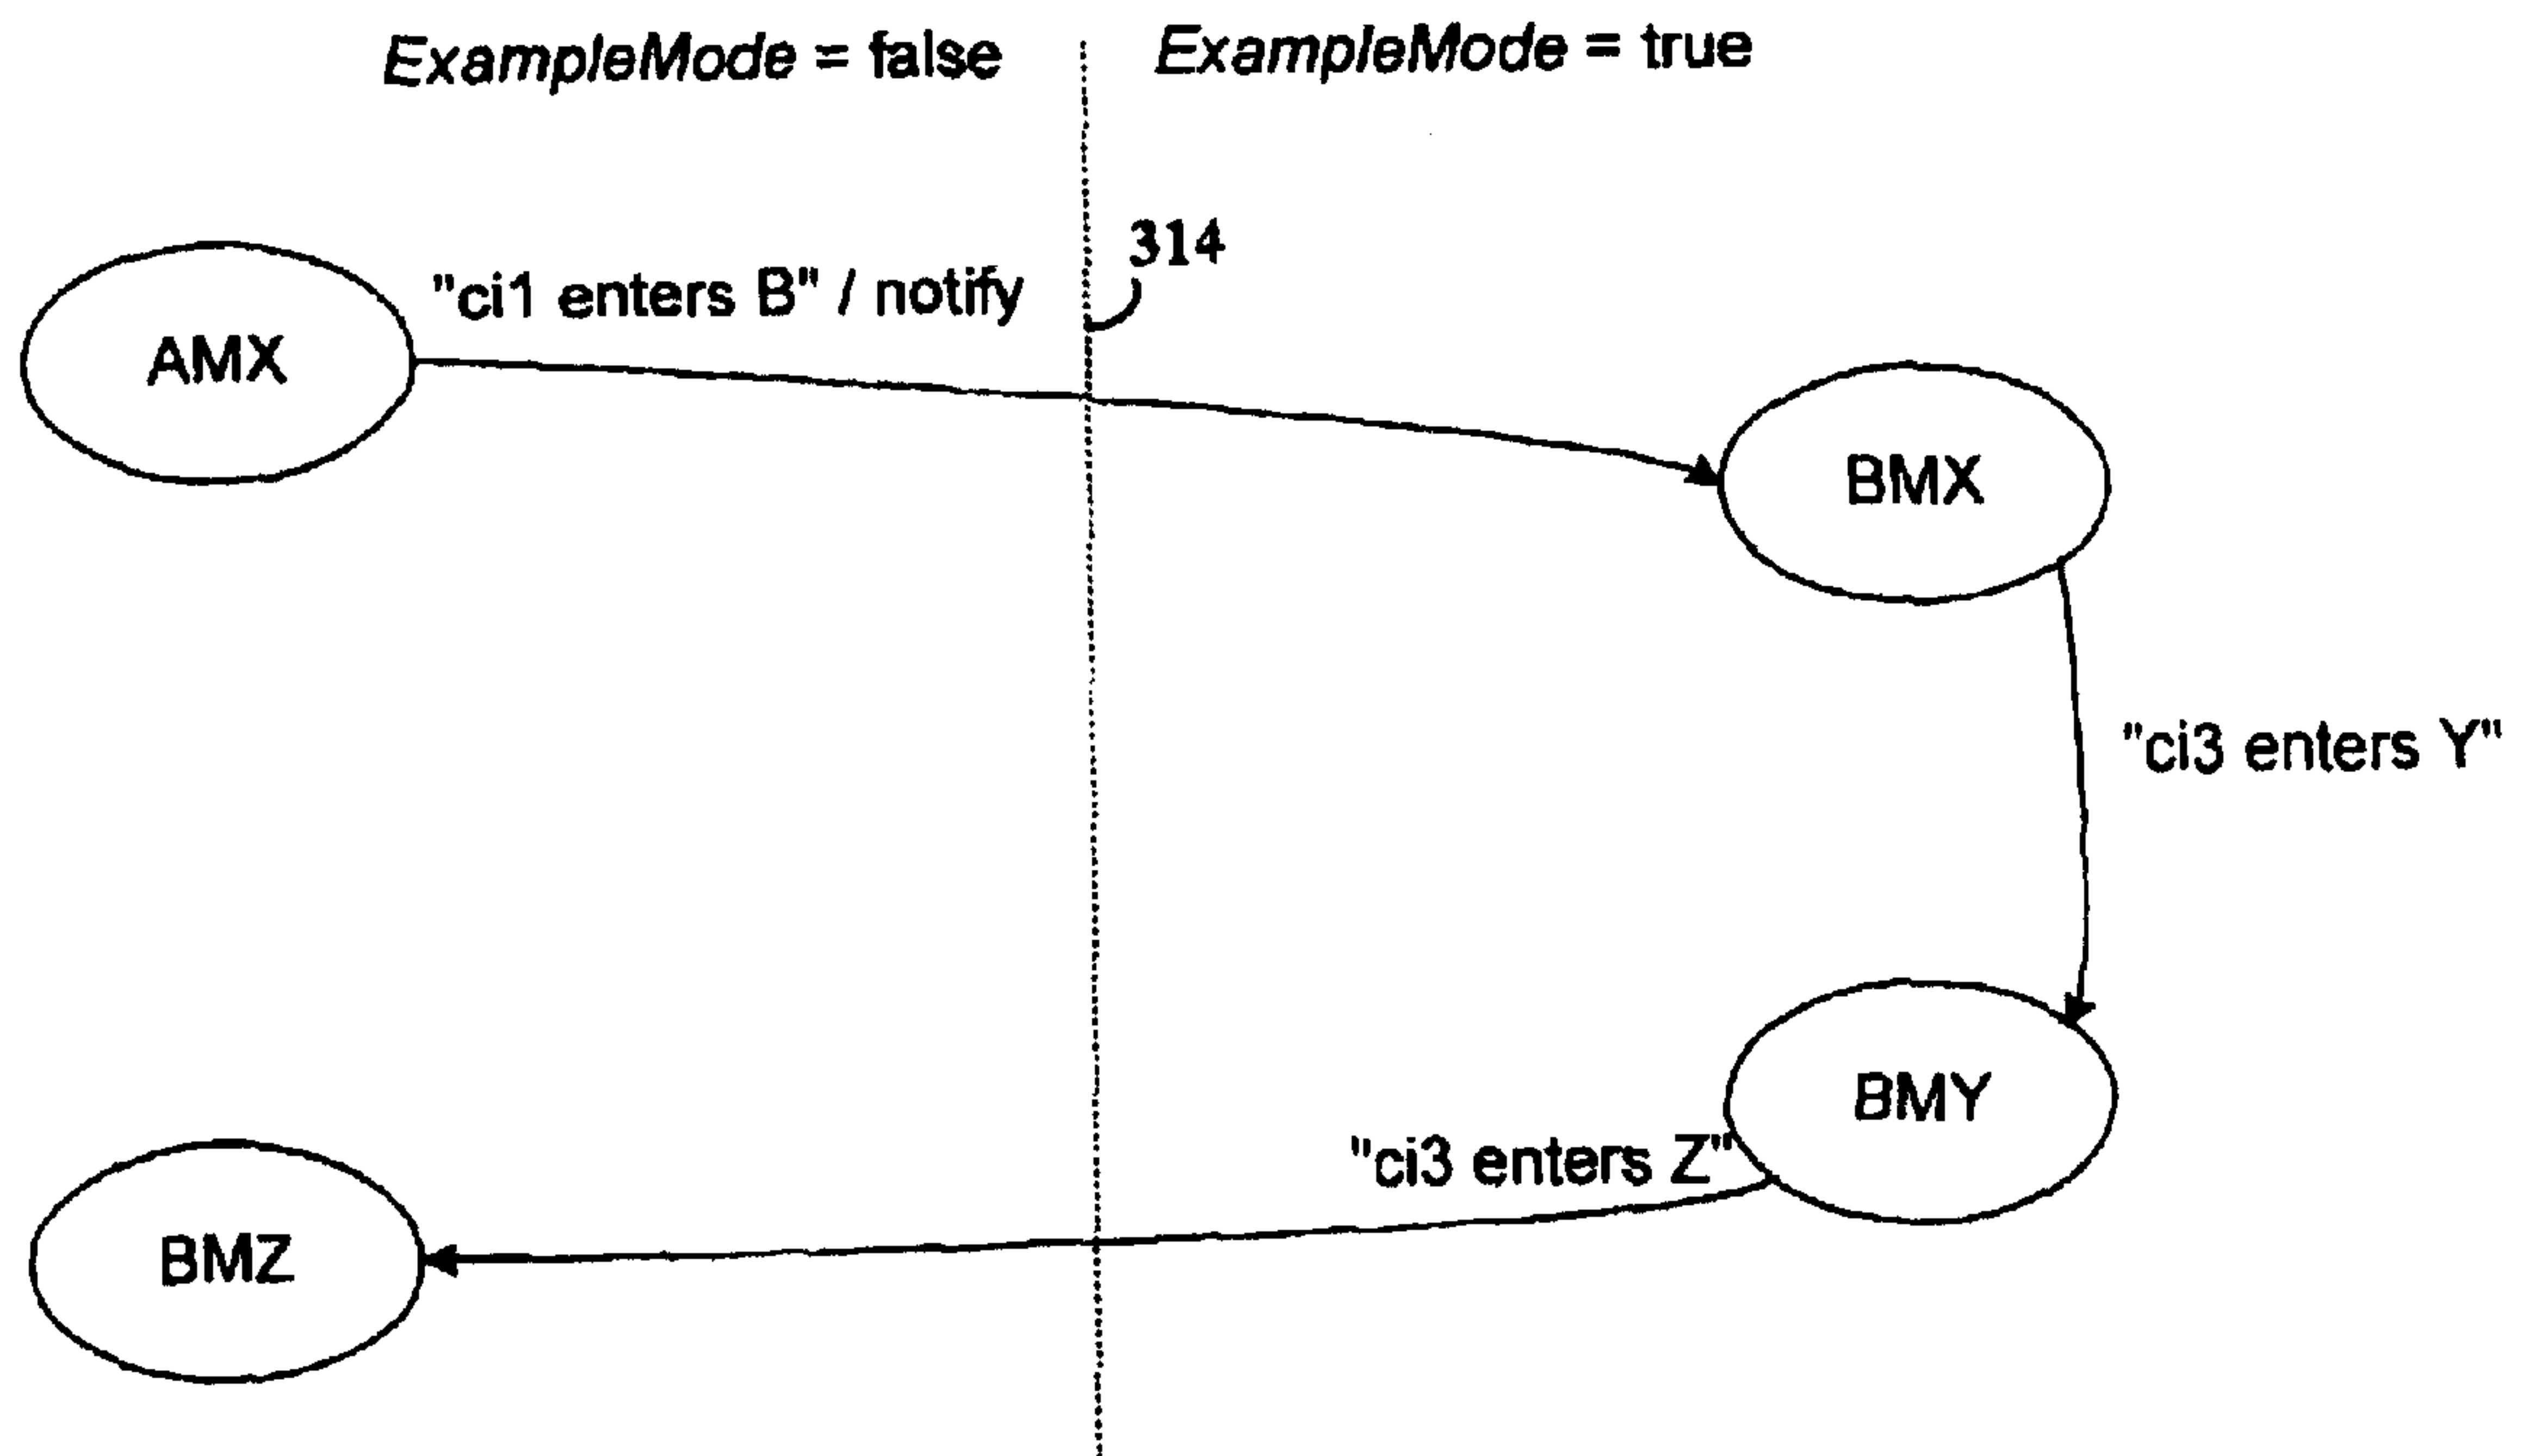 ExampleMode = false
ExampleMode = true
314
"ci1 enters B" / notify
AMX
BMX
"ci3 enters Y"
BMY
"ci3 enters Z"
BMZ